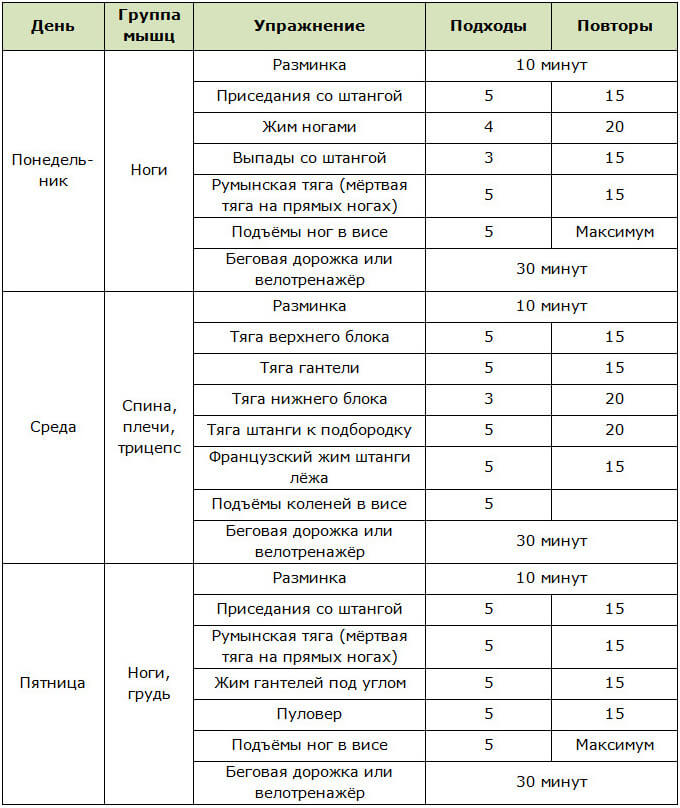 День Группа мышц Упражнение Подходы Повторы
Понедель-
ник
Ноги
Разминка 10 минут
Приседания со штангой 5 15
Жим ногами 4 20
Выпады со штангой 3 15
Румынская тяга (мёртвая
тяга на прямых ногах) 5 15
Подъёмы ног в висе 5 Максимум
Беговая дорожка или
велотренажёр 30 минут
Среда
Спина,
плечи,
трицепс
Разминка 10 минут
Тяга верхнего блока 5 15
Тяга гантели 5 15
Тяга нижнего блока 3 20
Тяга штанги к подбородку 5 20
Французский жим штанги
лёжа 5 15
Подъёмы коленей в висе 5
Беговая дорожка или
велотренажёр 30 минут
Пятница
Ноги,
грудь
Разминка 10 минут
Приседания со штангой 5 15
Румынская тяга (мёртвая
тяга на прямых ногах) 5 15
Жим гантелей под углом 5 15
Пуловер 5 15
Подъёмы ног в висе 5 Максимум
Беговая дорожка или
велотренажёр 30 минут